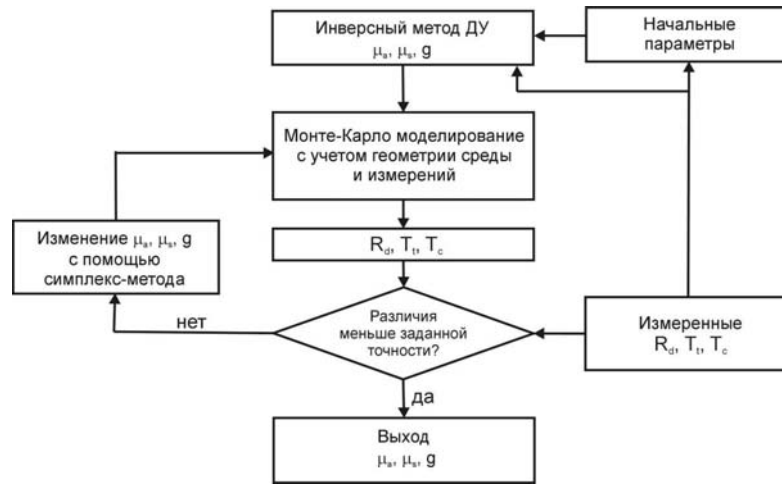 Инверсный метод ДУ
μa, μs, g
Начальные
параметры
Монте-Карло моделирование
с учетом геометрии среды
и измерений
Изменение μa, μs, g
с помощью
симплекс-метода
Rd, Tt, Tc
нет
Различия
меньше заданной
точности?
Измеренные
Rd, Tt, Tc
да
Выход
μa, μs, g